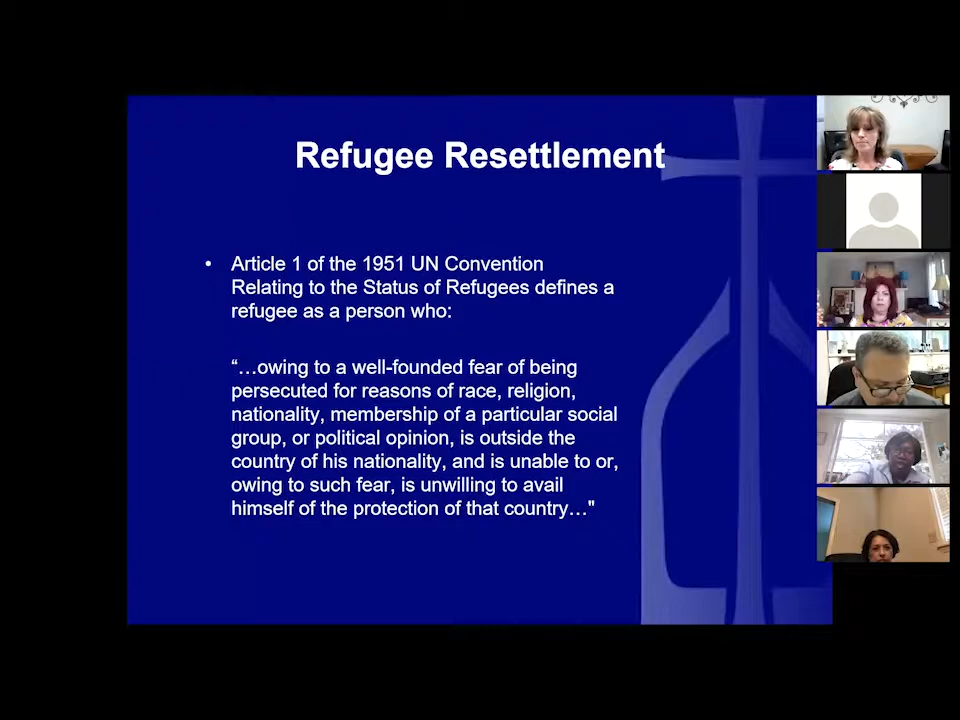 Refugee Resettlement
• Article 1 of the 1951 UN Convention
Relating to the Status of Refugees defines a
refugee as a person who:
“…owing to a well-founded fear of being
persecuted for reasons of race, religion,
nationality, membership of a particular social
group, or political opinion, is outside the
country of his nationality, and is unable to or,
owing to such fear, is unwilling to avail
himself of the protection of that country…"